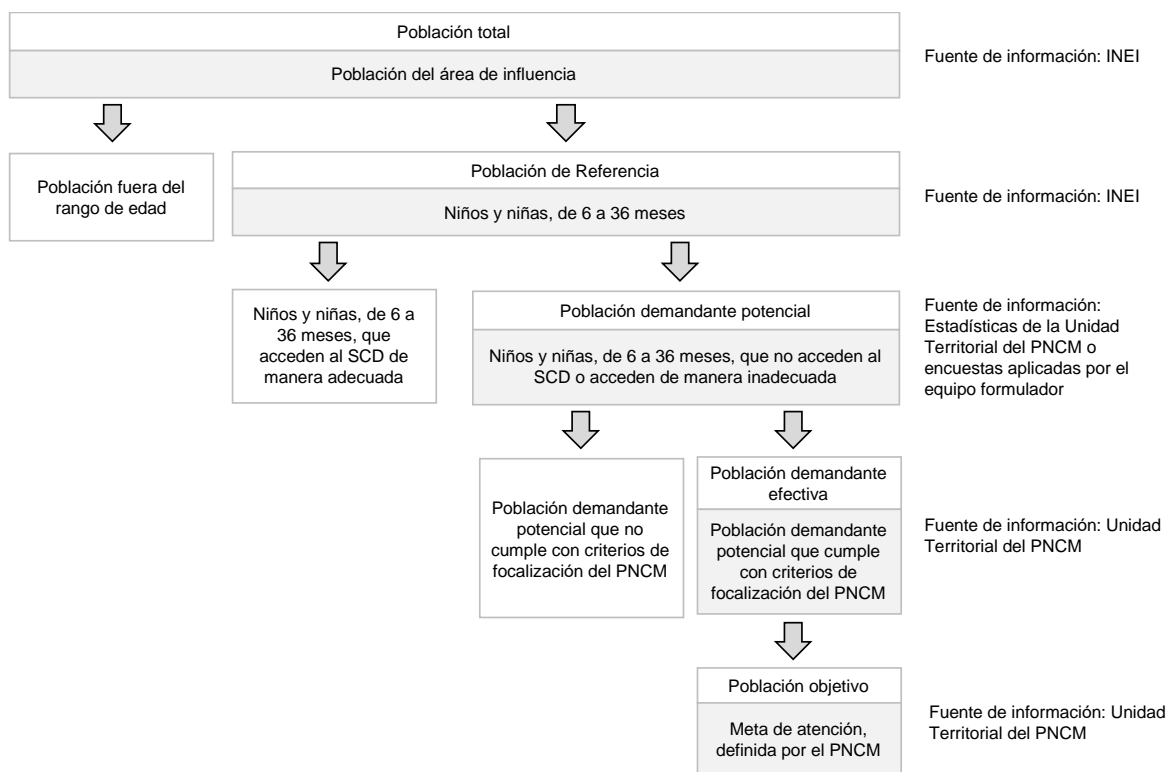 Población total
Población del área de influencia
Fuente de información: INEI
Población fuera del
rango de edad
Población de Referencia
Niños y niñas, de 6 a 36 meses
Fuente de información: INEI
Niños y niñas, de 6 a
36 meses, que
acceden al SCD de
manera adecuada
Población demandante potencial
Niños y niñas, de 6 a 36 meses, que no acceden al
SCD o acceden de manera inadecuada
Fuente de información:
Estadísticas de la Unidad
Territorial del PNCM o
encuestas aplicadas por el
equipo formulador
Población demandante
potencial que no
cumple con criterios de
focalización del PNCM
Población demandante
efectiva
Población demandante
potencial que cumple
con criterios de
focalización del PNCM
Fuente de información: Unidad
Territorial del PNCM
Población objetivo
Meta de atención,
definida por el PNCM
Fuente de información: Unidad
Territorial del PNCM